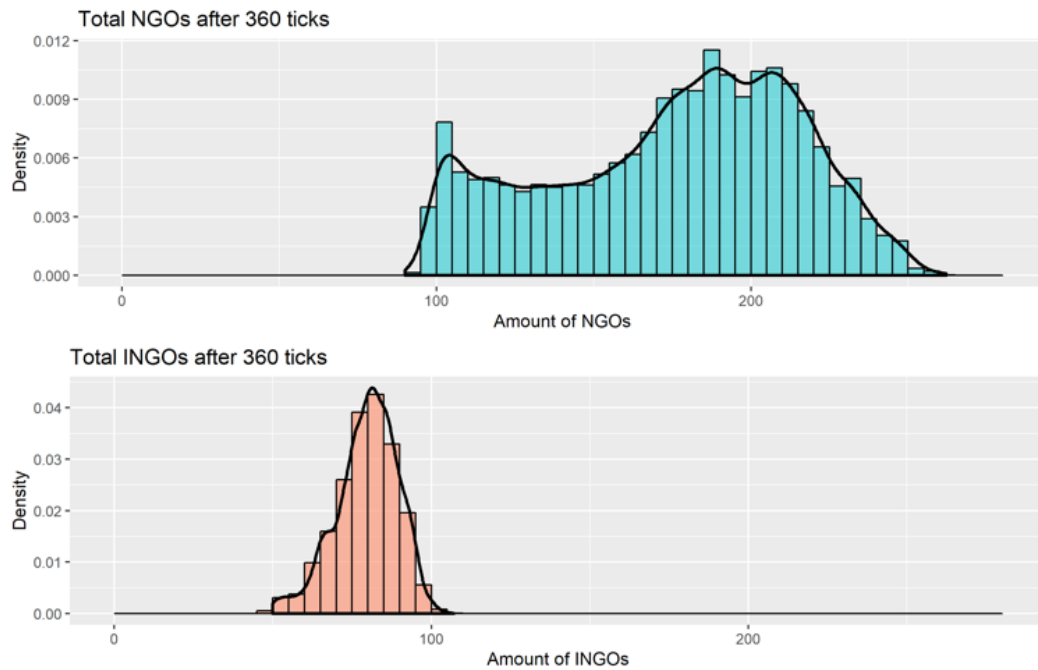 Total NGOs after 360 ticks
0.012
0.009
0.006
0.003
0.000
Density
0 100 200
Amount of NGOs
Total INGOs after 360 ticks
0.04
0.03
0.02
0.01
0.00
Density
0 100 200
Amount of INGOs